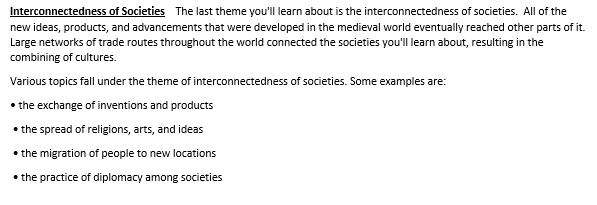 Interconnectedness of Societies   The last theme you'll learn about is the interconnectedness of societies.  All of the
new ideas, products, and advancements that were developed in the medieval world eventually reached other parts of it.
Large networks of trade routes throughout the world connected the societies you'll learn about, resulting in the
combining of cultures.
Various topics fall under the theme of interconnectedness of societies. Some examples are:
• the exchange of inventions and products
• the spread of religions, arts, and ideas
• the migration of people to new locations
• the practice of diplomacy among societies